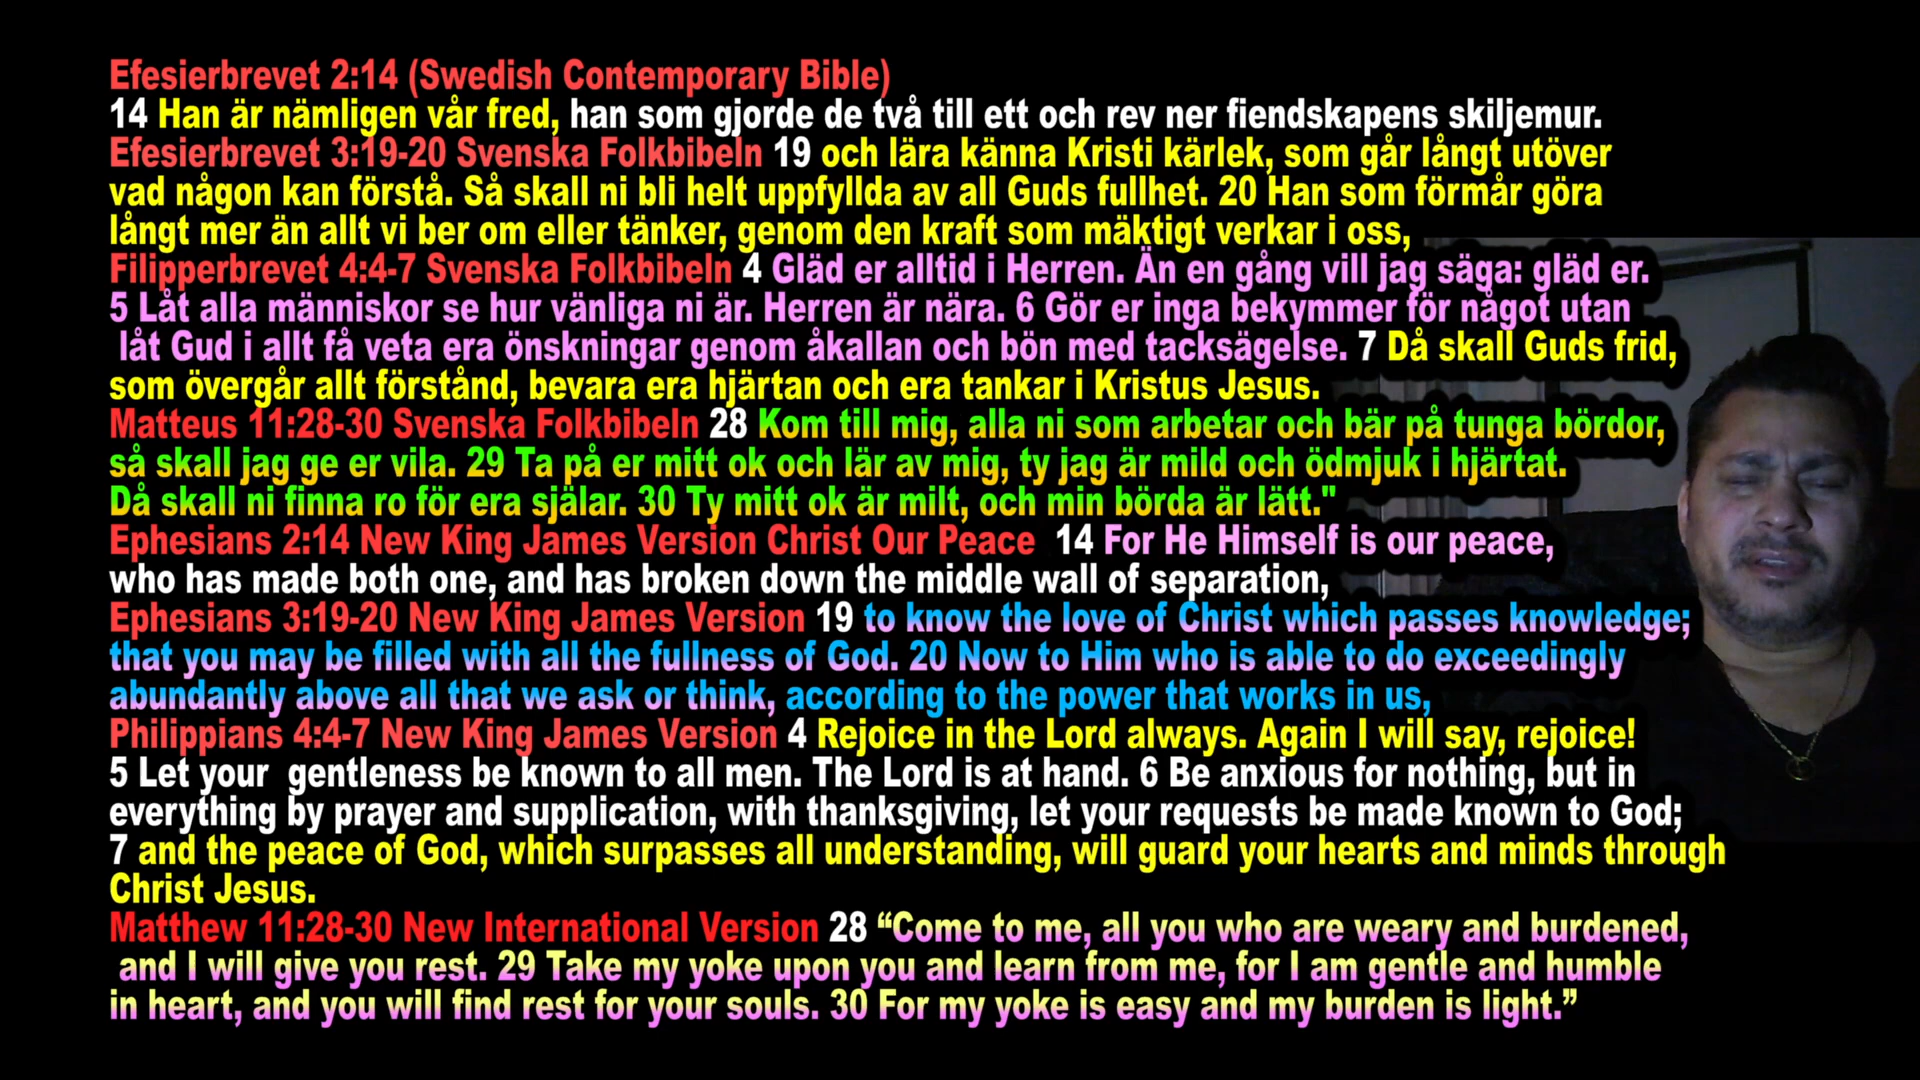 Efesierbrevet 2:14 (Swedish Contemporary Bible)
14 Han är nämligen vår fred, han som gjorde de två till ett och rev ner fiendskapens skiljemur.
Efesierbrevet 3:19-20 Svenska Folkbibeln 19 och lära känna Kristi kärlek, som går långt utöver
vad någon kan förstå. Så skall ni bli helt uppfyllda av all Guds fullhet. 20 Han som förmår göra
långt mer än allt vi ber om eller tänker, genom den kraft som mäktigt verkar i oss,
Filipperbrevet 4:4-7 Svenska Folkbibeln 4 Gläd er alltid i Herren. Än en gång vill jag säga: gläd er.
5 Låt alla människor se hur vänliga ni är. Herren är nära. 6 Gör er inga bekymmer för något utan
låt Gud i allt få veta era önskningar genom åkallan och bön med tacksägelse. 7 Då skall Guds frid,
som övergår allt förstånd, bevara era hjärtan och era tankar i Kristus Jesus.
Matteus 11:28-30 Svenska Folkbibeln 28 Kom till mig, alla ni som arbetar och bär på tunga bördor,
så skall jag ge er vila. 29 Ta på er mitt ok och lär av mig, ty jag är mild och ödmjuk i hjärtat.
Då skall ni finna ro för era själar. 30 Ty mitt ok är milt, och min börda är lätt."
Ephesians 2:14 New King James Version Christ Our Peace 14 For He Himself is our peace,
who has made both one, and has broken down the middle wall of separation,
Ephesians 3:19-20 New King James Version 19 to know the love of Christ which passes knowledge;
that you may be filled with all the fullness of God. 20 Now to Him who is able to do exceedingly
abundantly above all that we ask or think, according to the power that works in us,
Philippians 4:4-7 New King James Version 4 Rejoice in the Lord always. Again I will say, rejoice!
5 Let your gentleness be known to all men. The Lord is at hand. 6 Be anxious for nothing, but in
everything by prayer and supplication, with thanksgiving, let your requests be made known to God;
7 and the peace of God, which surpasses all understanding, will guard your hearts and minds through
Christ Jesus.
Matthew 11:28-30 New International Version 28 “Come to me, all you who are weary and burdened,
and I will give you rest. 29 Take my yoke upon you and learn from me, for I am gentle and humble
in heart, and you will find rest for your souls. 30 For my yoke is easy and my burden is light.”